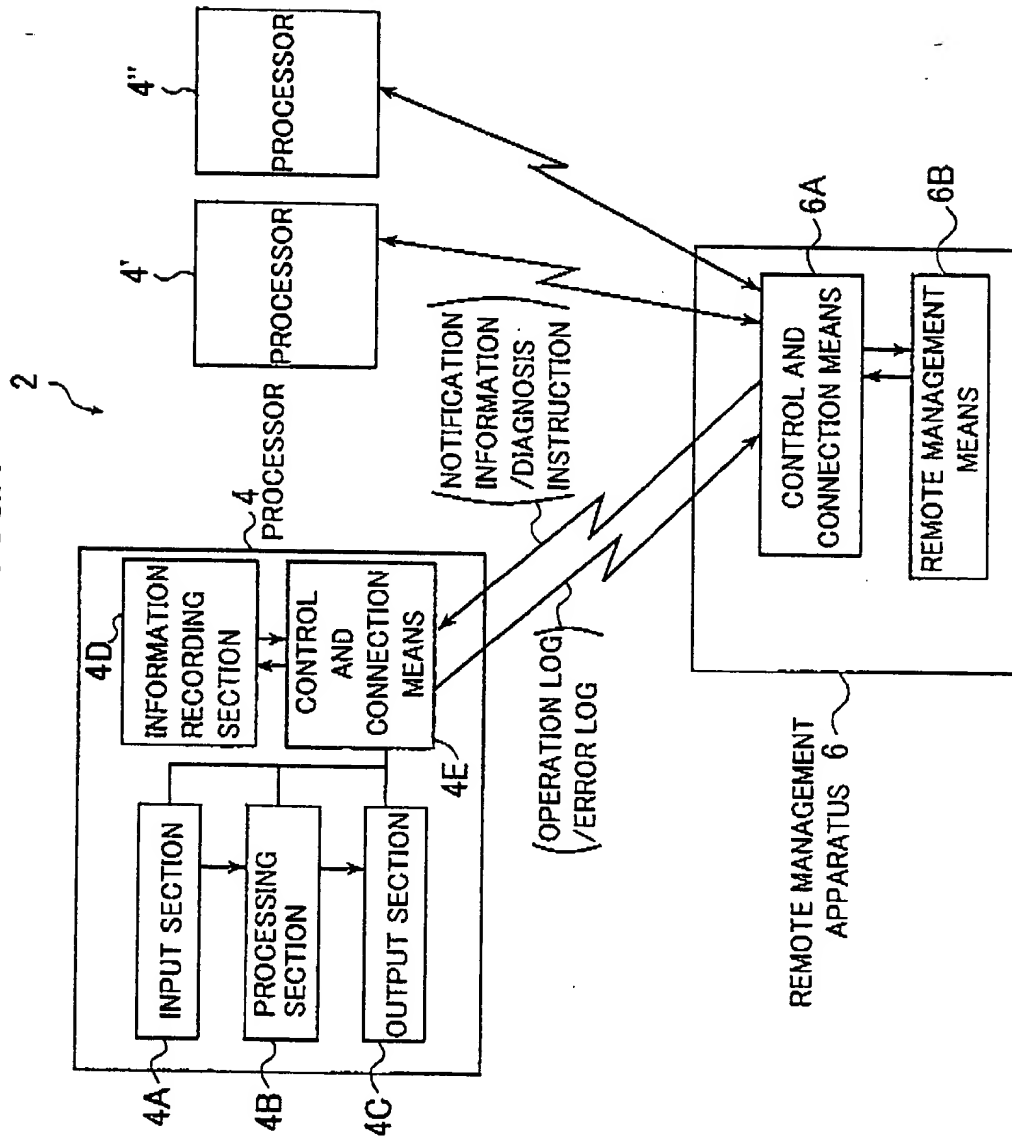 2
4
PROCESSOR
4A
INPUT SECTION
4B
PROCESSING
SECTION
4C
OUTPUT SECTION
4D
INFORMATION
RECORDING
SECTION
CONTROL
AND
CONNECTION
MEANS
4E
4'
PROCESSOR
4"
PROCESSOR
(NOTIFICATION
INFORMATION
/DIAGNOSIS
INSTRUCTION)
(OPERATION LOG
/ERROR LOG)
6A
CONTROL AND
CONNECTION MEANS
6B
REMOTE MANAGEMENT
MEANS
REMOTE MANAGEMENT
APPARATUS 6